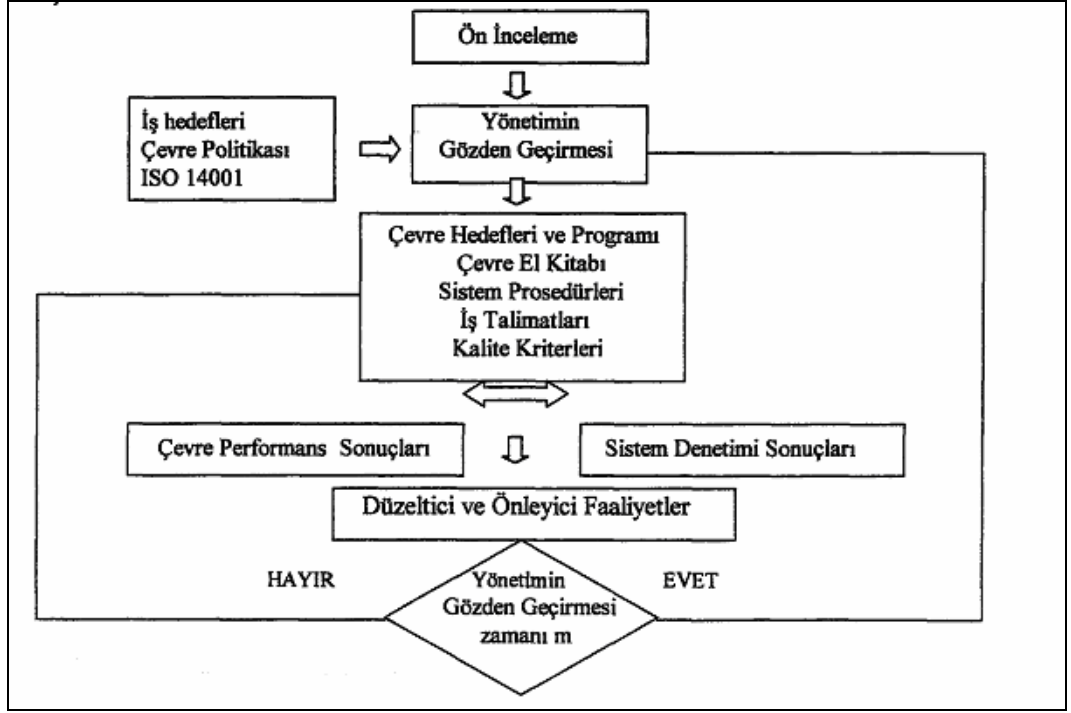 Ön İnceleme
İş hedefleri
Çevre Politikası
ISO 14001
Yönetimin
Gözden Geçirmesi
Çevre Hedefleri ve Programı
Çevre El Kitabı
Sistem Prosedürleri
İş Talimatları
Kalite Kriterleri
Çevre Performans Sonuçları
Sistem Denetimi Sonuçları
Düzeltici ve Önleyici Faaliyetler
HAYIR
Yönetimin
Gözden Geçirmesi
zamanı m
EVET